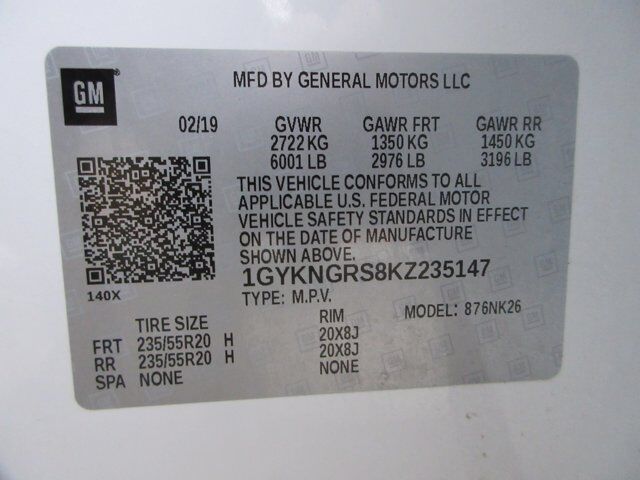 GM
MFD BY GENERAL MOTORS LLC
02/19 GVWR GAWR FRT GAWR RR
2722 KG 1350 KG 1450 KG
6001 LB 2976 LB 3196 LB
THIS VEHICLE CONFORMS TO ALL
APPLICABLE U.S. FEDERAL MOTOR
VEHICLE SAFETY STANDARDS IN EFFECT
ON THE DATE OF MANUFACTURE
SHOWN ABOVE.
1GYKNGRS8KZ235147
140X
TYPE: M.P.V.
MODEL: 876NK26
TIRE SIZE RIM
FRT 235/55R20 H 20X8J
RR 235/55R20 H 20X8J
SPA NONE NONE